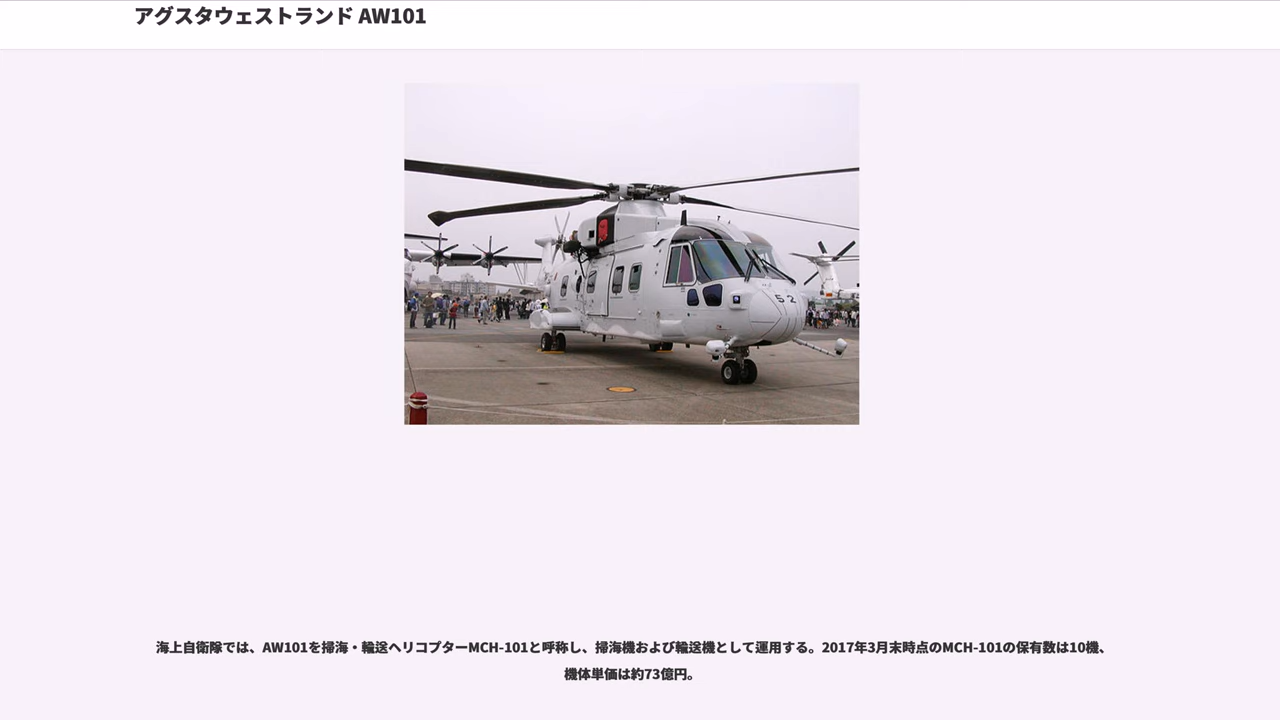 アグスタウェストランド AW101
52
海上自衛隊では、AW101を掃海・輸送ヘリコプターMCH-101と呼称し、掃海機および輸送機として運用する。2017年3月末時点のMCH-101の保有数は10機、
機体単価は約73億円。